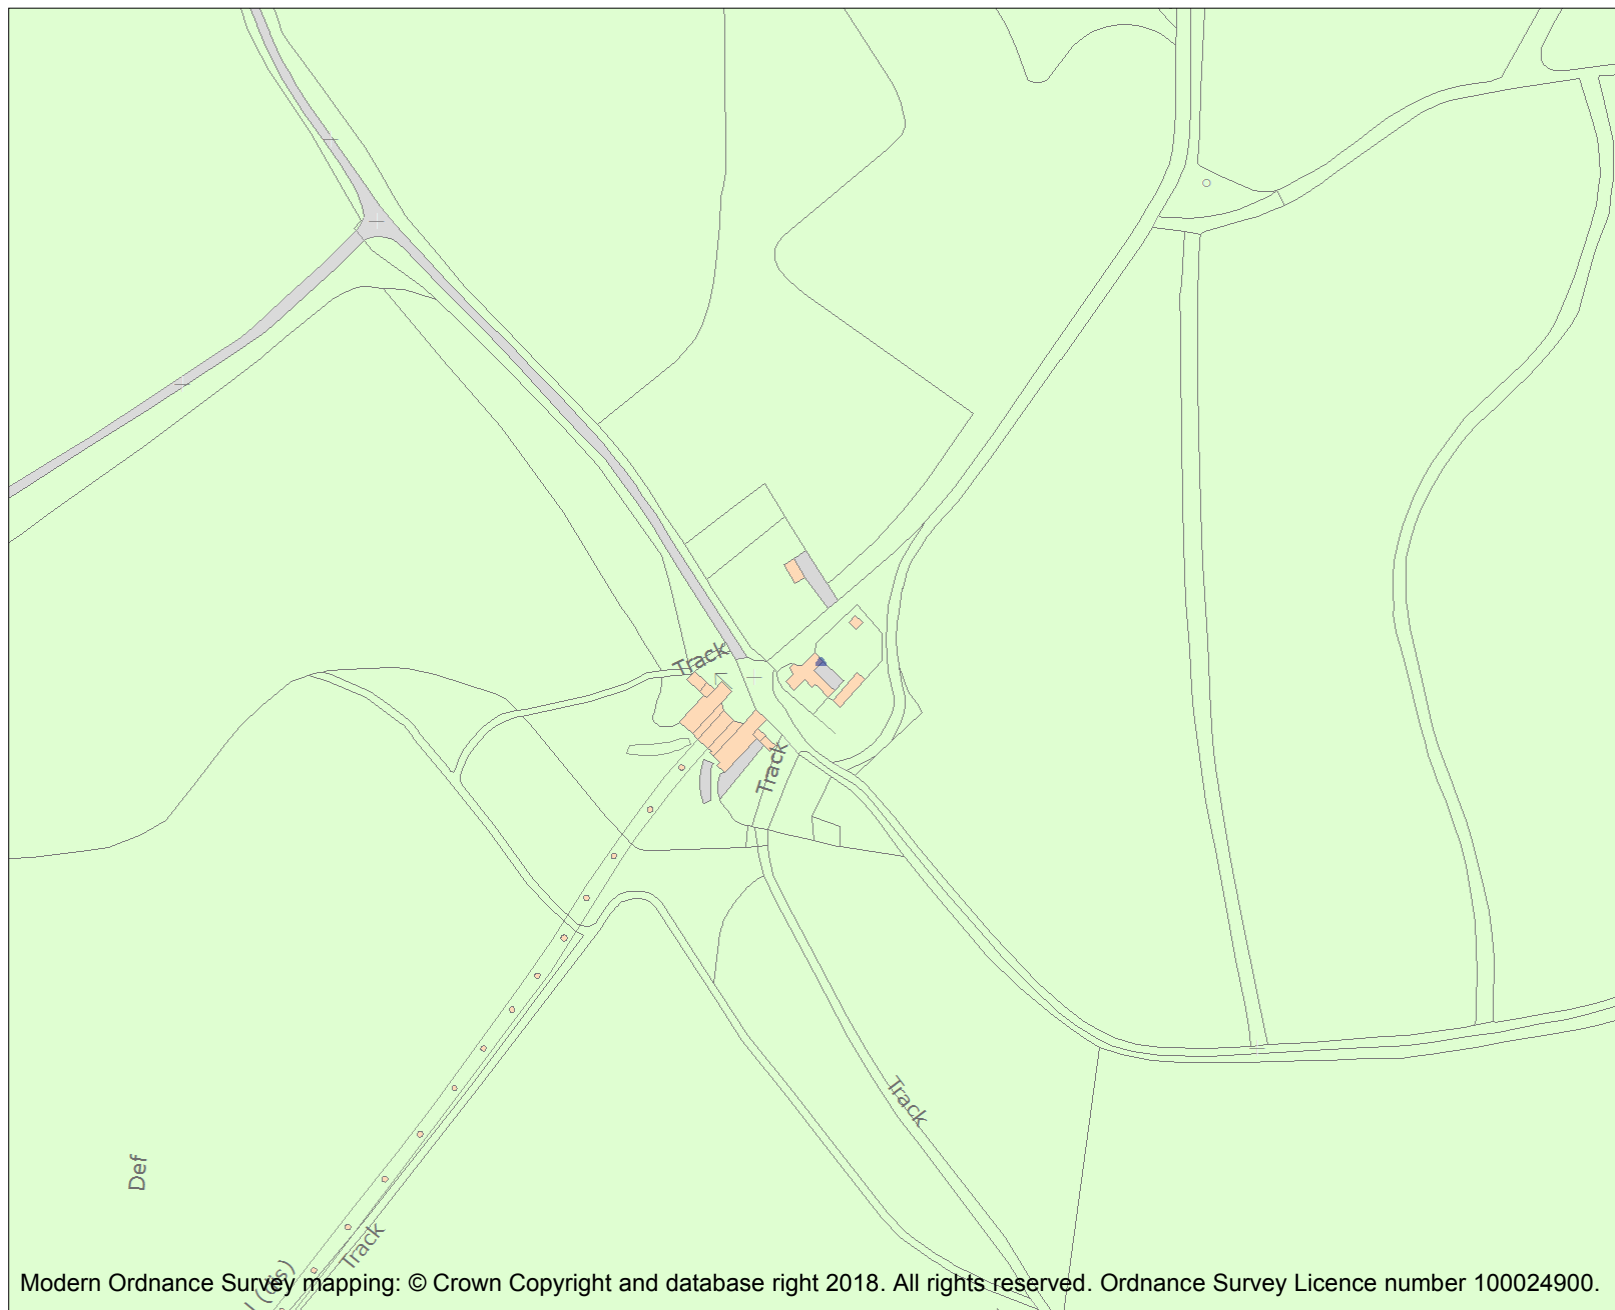 Track
Track
Track
Def
Track
(dis)
Modern Ordnance Survey mapping: © Crown Copyright and database right 2018. All rights reserved. Ordnance Survey Licence number 100024900.